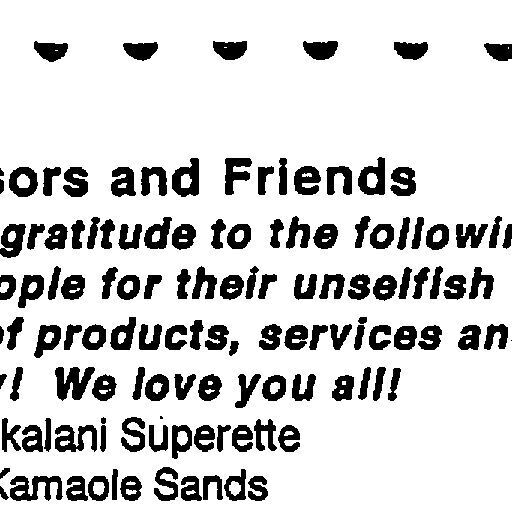 sors and Friends
gratitude to the followin
ople for their unselfish
of products, services an
y! We love you all!
kalani Superette
Kamaole Sands